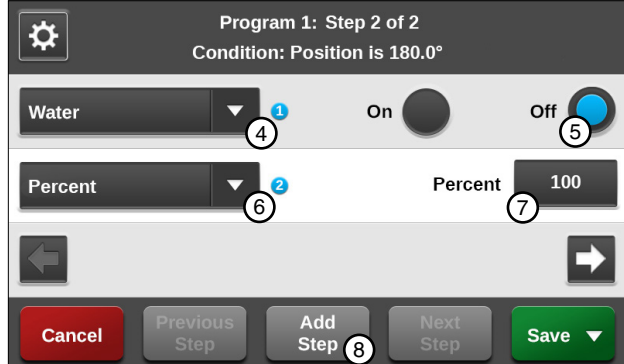 Program 1: Step 2 of 2
Condition: Position is 180.0°
Water 4 1 On Off 5
Percent 6 2 Percent 7 100
Cancel Previous Step Add Step 8 Next Step Save